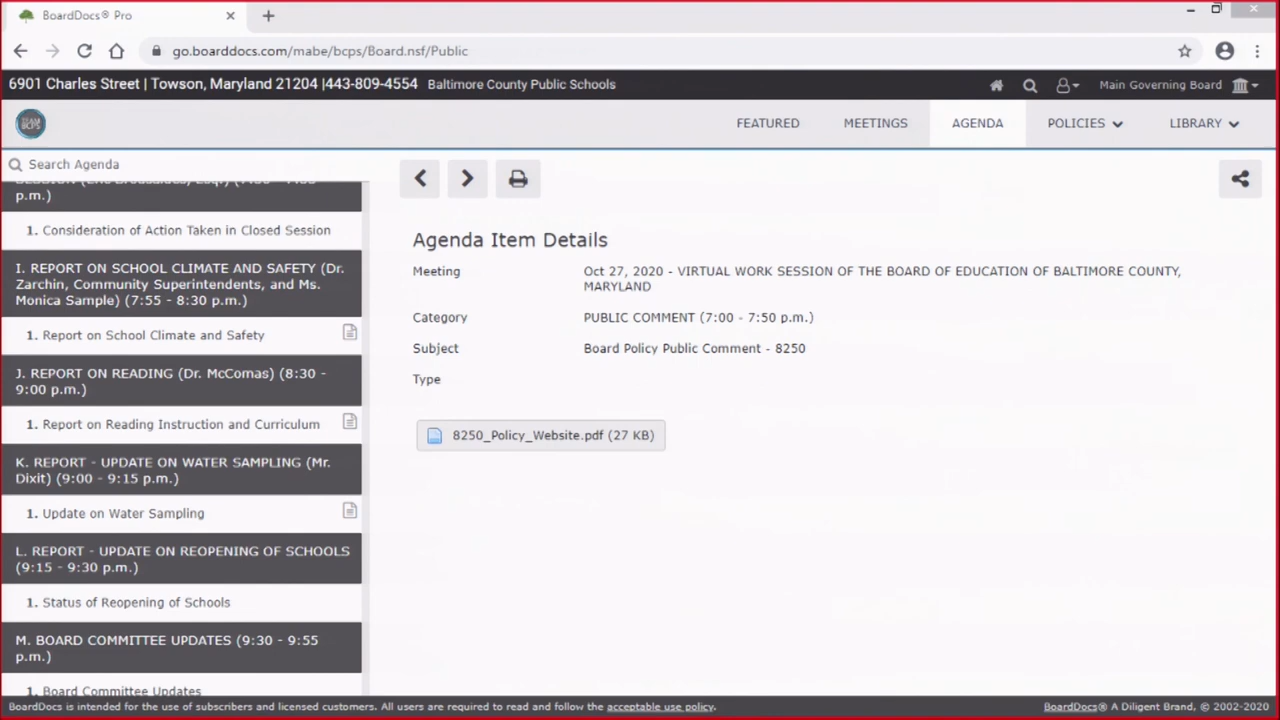 BoardDocs® Pro
go.boarddocs.com/mabe/bcps/Board.nsf/Public
6901 Charles Street | Towson, Maryland 21204 |443-809-4554 Baltimore County Public Schools
Main Governing Board
TEAM
BCPS
FEATURED MEETINGS AGENDA POLICIES LIBRARY
Search Agenda
p.m.)
1. Consideration of Action Taken in Closed Session
I. REPORT ON SCHOOL CLIMATE AND SAFETY (Dr.
Zarchin, Community Superintendents, and Ms.
Monica Sample) (7:55 - 8:30 p.m.)
1. Report on School Climate and Safety
J. REPORT ON READING (Dr. McComas) (8:30 -
9:00 p.m.)
1. Report on Reading Instruction and Curriculum
K. REPORT - UPDATE ON WATER SAMPLING (Mr.
Dixit) (9:00 - 9:15 p.m.)
1. Update on Water Sampling
L. REPORT - UPDATE ON REOPENING OF SCHOOLS
(9:15 - 9:30 p.m.)
1. Status of Reopening of Schools
M. BOARD COMMITTEE UPDATES (9:30 - 9:55
p.m.)
1. Board Committee Updates
Agenda Item Details
Meeting Oct 27, 2020 - VIRTUAL WORK SESSION OF THE BOARD OF EDUCATION OF BALTIMORE COUNTY,
MARYLAND
Category PUBLIC COMMENT (7:00 - 7:50 p.m.)
Subject Board Policy Public Comment - 8250
Type
8250_Policy_Website.pdf (27 KB)
BoardDocs is intended for the use of subscribers and licensed customers. All users are required to read and follow the acceptable use policy.
BoardDocs® A Diligent Brand, © 2002-2020